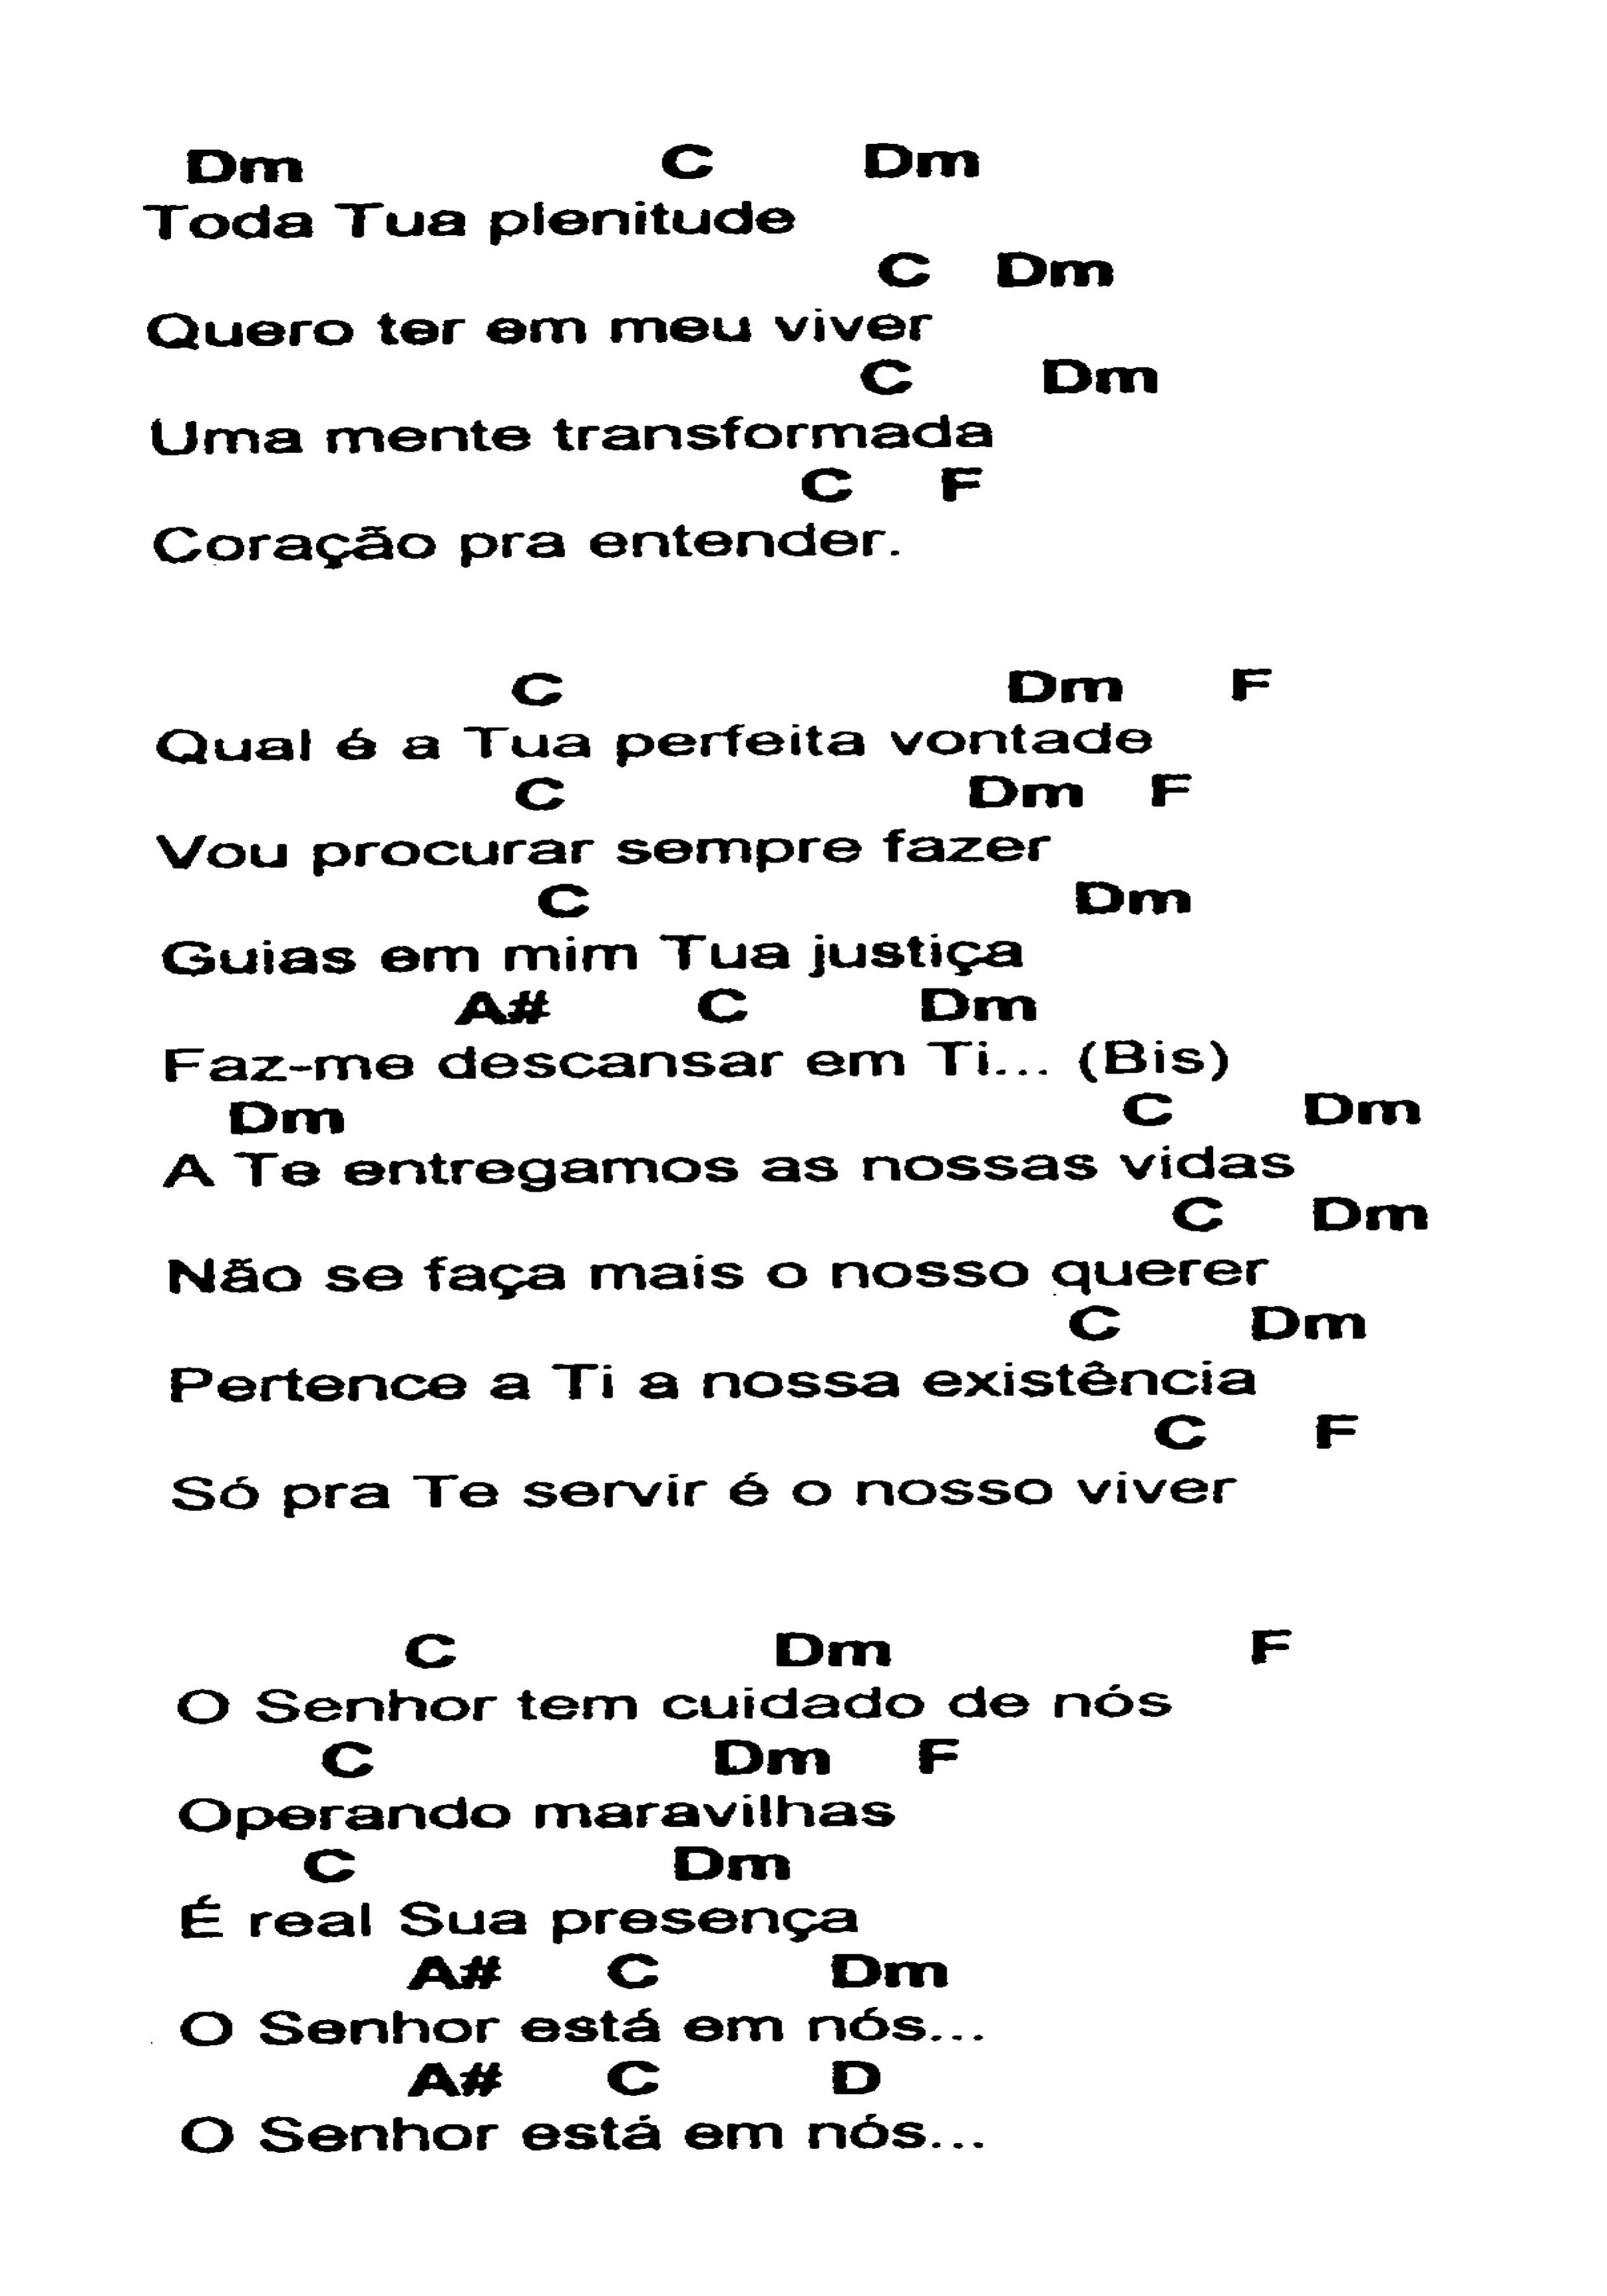 Dm C Dm
Toda Tua plenitude
C Dm
Quero ter em meu viver
C Dm
Uma mente transformada
C F
Coração pra entender.
C Dm F
Qual é a Tua perfeita vontade
C Dm F
Vou procurar sempre fazer
C Dm
Guias em mim Tua justiça
A# C Dm
Faz-me descansar em Ti... (Bis)
Dm C Dm
A Te entregamos as nossas vidas
C Dm
Não se faça mais o nosso querer
C Dm
Pertence a Ti a nossa existência
C F
Só pra Te servir é o nosso viver
C Dm F
O Senhor tem cuidado de nós
C Dm F
Operando maravilhas
C Dm
É real Sua presença
A# C Dm
O Senhor está em nós...
A# C D
O Senhor está em nós...